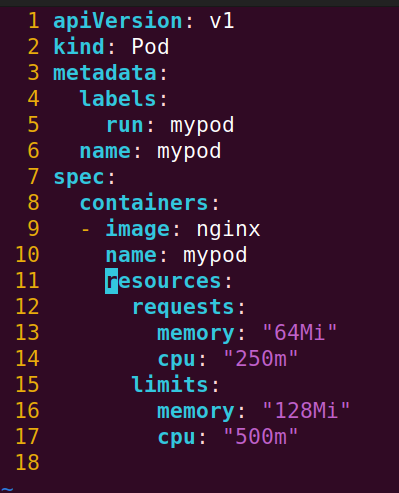 1 apiVersion: v1
2 kind: Pod
3 metadata:
4   labels:
5     run: mypod
6   name: mypod
7 spec:
8   containers:
9   - image: nginx
10     name: mypod
11     resources:
12       requests:
13         memory: "64Mi"
14         cpu: "250m"
15       limits:
16         memory: "128Mi"
17         cpu: "500m"
18
~